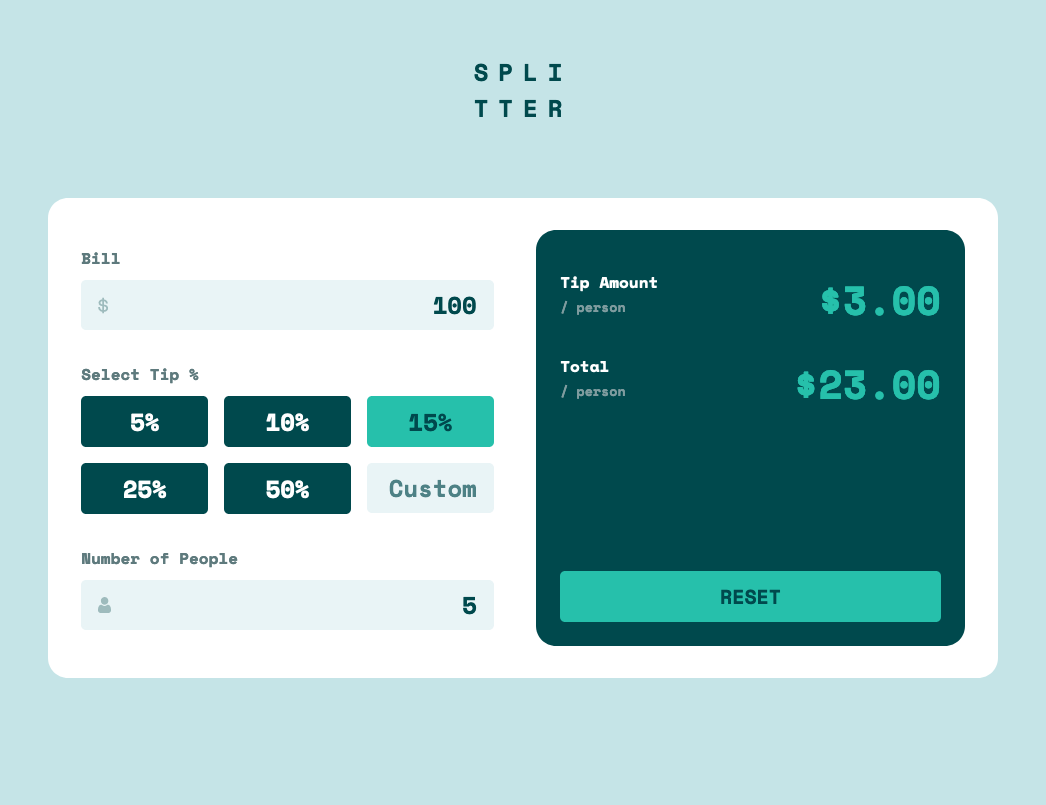 SPLI
TTER
Bill
$ 100
Select Tip %
5% 10% 15%
25% 50% Custom
Number of People
5
Tip Amount
/ person
$3.00
Total
/ person
$23.00
RESET